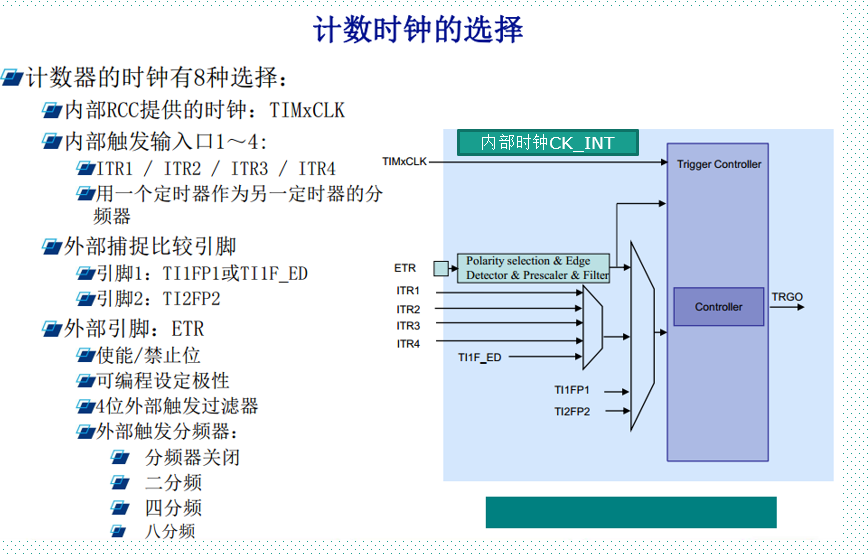 计数时钟的选择
计数器的时钟有8种选择：
内部RCC提供的时钟：TIMxCLK
内部触发输入口1～4:
ITR1 / ITR2 / ITR3 / ITR4
用一个定时器作为另一定时器的分
频器
外部捕捉比较引脚
引脚1：TI1FP1或TI1F_ED
引脚2：TI2FP2
外部引脚：ETR
使能/禁止位
可编程设定极性
4位外部触发过滤器
外部触发分频器：
分频器关闭
二分频
四分频
八分频
内部时钟CK_INT
TIMxCLK
Trigger Controller
ETR
Polarity selection & Edge
Detector & Prescaler & Filter
ITR1
ITR2
ITR3
ITR4
TI1F_ED
TI1FP1
TI2FP2
Controller
TRGO